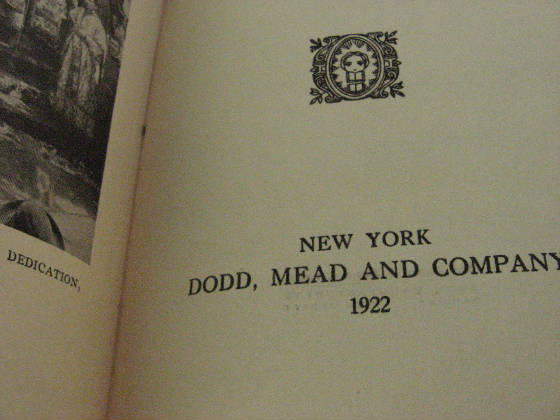 DEDICATION,
NEW YORK
DODD, MEAD AND COMPANY
1922